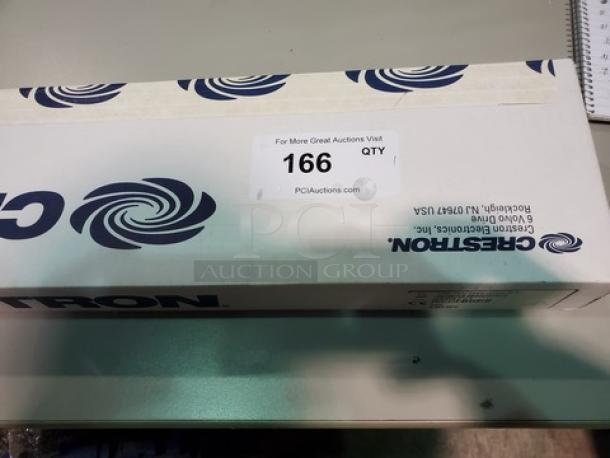 For More Great Auctions Visit
166 QTY
PCIAuctions.com
CRESTRON.
Crestron Electronics, Inc.
6 Volvo Drive
Rockleigh, NJ 07647 USA
PCI
AUCTION GROUP
TRON